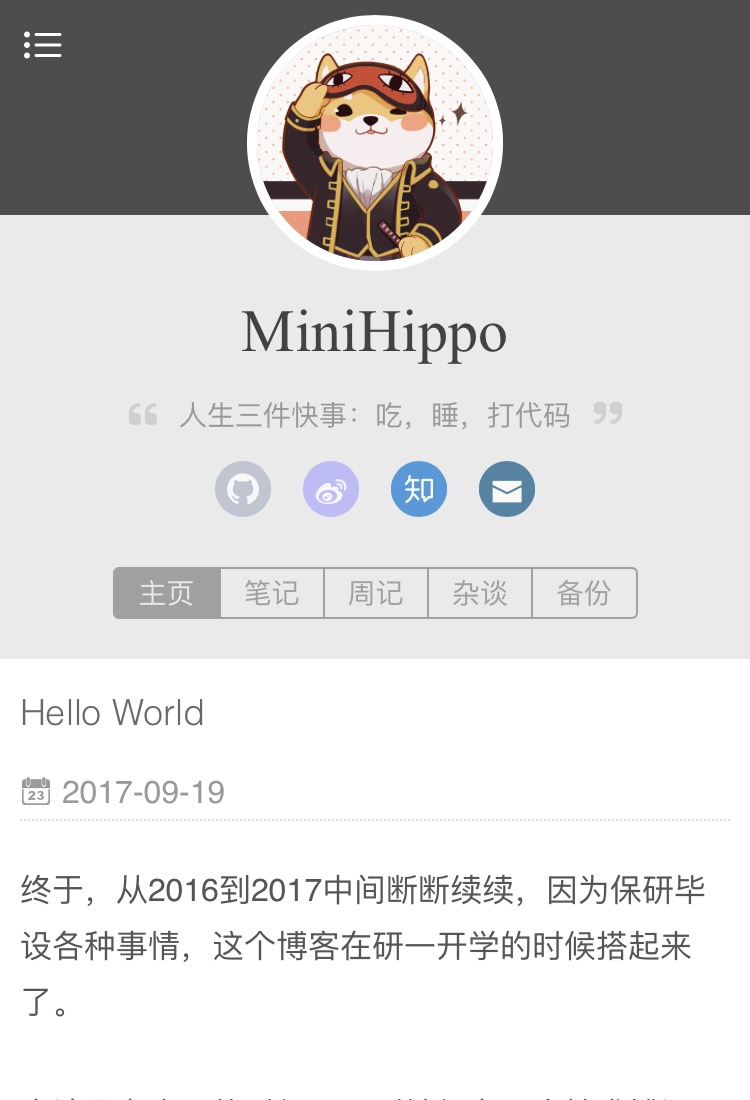 MiniHippo
人生三件快事：吃，睡，打代码
知
主页 笔记 周记 杂谈 备份
Hello World
23 2017-09-19
终于，从2016到2017中间断断续续，因为保研毕
设各种事情，这个博客在研一开学的时候搭起来
了。